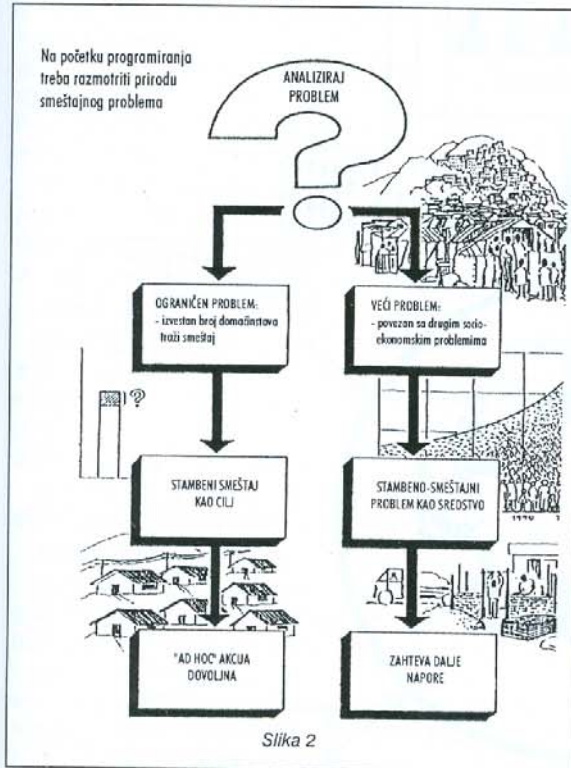 Na početku programiranja
treba razmotriti prirodu
smeštajnog problema
ANALIZIRAJ
PROBLEM
OGRANIČEN PROBLEM:
- izvestan broj domaćinstava
traži smeštaj
VEĆI PROBLEM:
- povezan sa drugim socio-
ekonomskim problemima
?
STAMBENI SMEŠTAJ
KAO CILJ
STAMBENO-SMEŠTAJNI
PROBLEM KAO SREDSTVO
1990
"AD HOC" AKCIJA
DOVOLJNA
ZAHTEVA DALJE
NAPORE
Slika 2